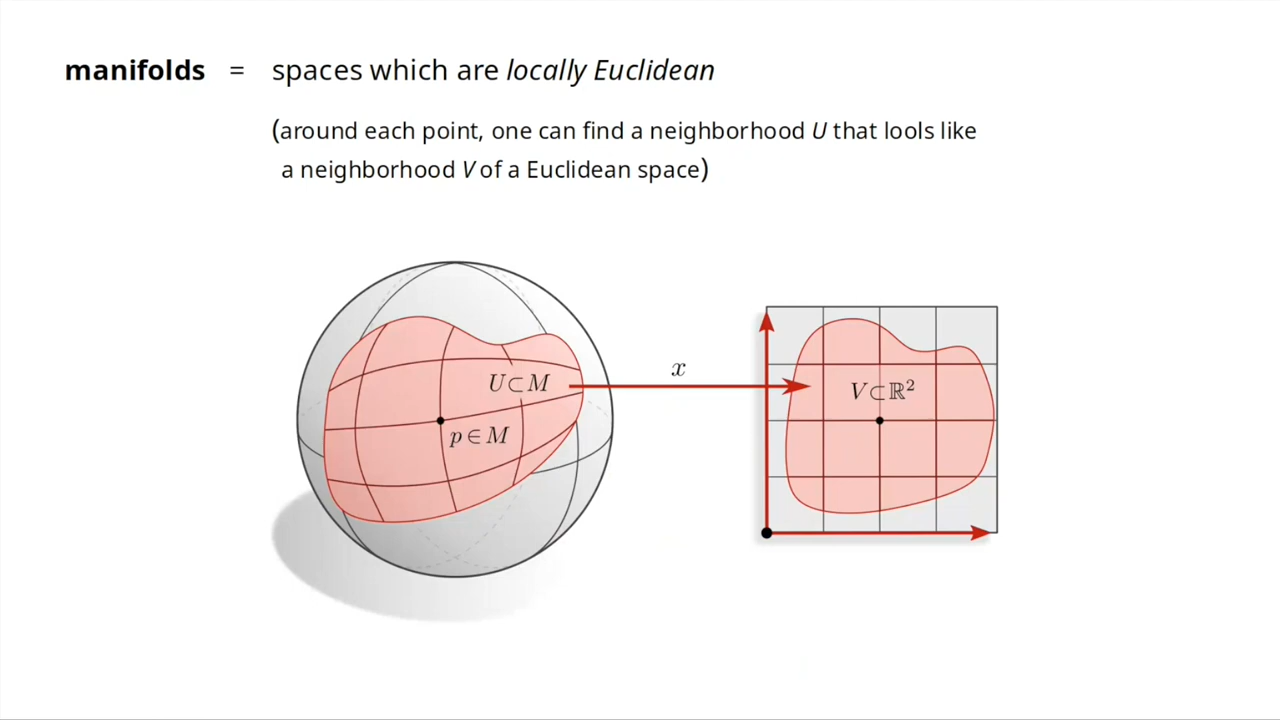 manifolds = spaces which are locally Euclidean
(around each point, one can find a neighborhood U that lools like
a neighborhood V of a Euclidean space)
x
U⊂M
V⊂ℝ²
p∈M